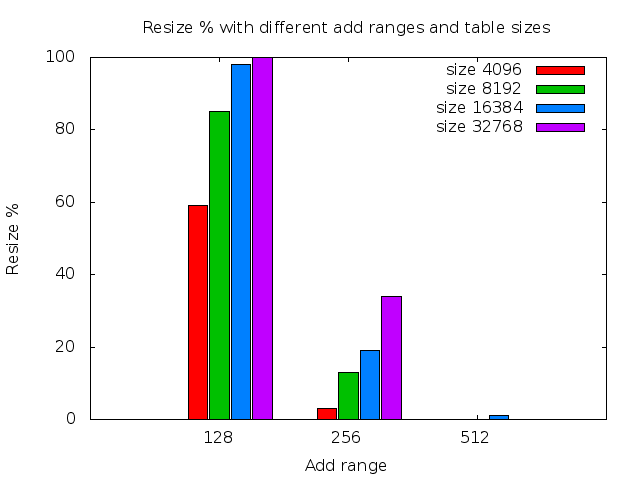 Resize % with different add ranges and table sizes
size 4096
size 8192
size 16384
size 32768
100
80
60
40
20
0
Resize %
128 256 512
Add range